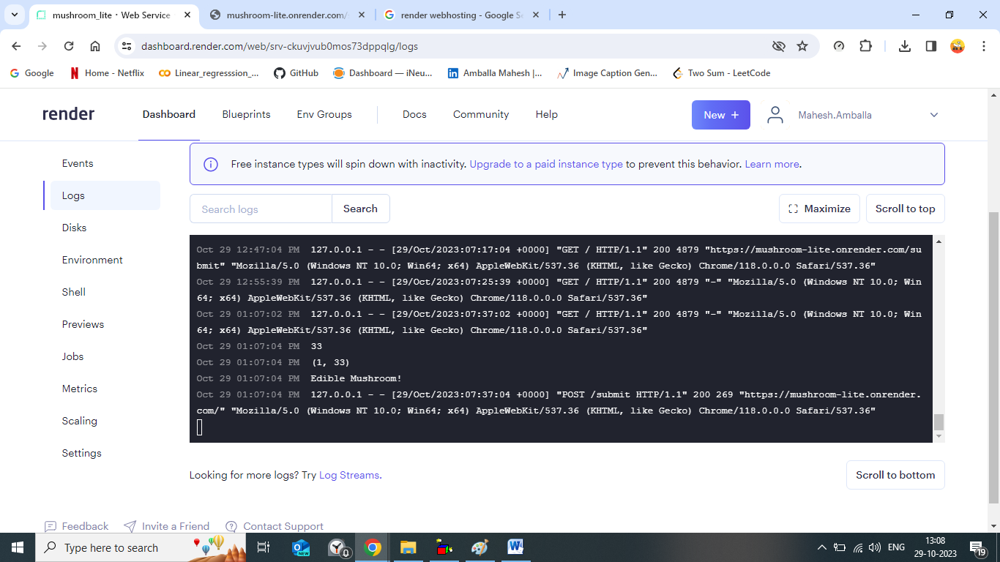 mushroom_lite · Web Service
mushroom-lite.onrender.com/
render webhosting - Google Se
dashboard.render.com/web/srv-ckuvjvub0mos73dppqlg/logs
Google
Home - Netflix
Linear_regresssion_...
GitHub
Dashboard — iNeu...
Amballa Mahesh |...
Image Caption Gen...
Two Sum - LeetCode
render
Dashboard
Blueprints
Env Groups
Docs
Community
Help
New +
Mahesh.Amballa
Events
Logs
Disks
Environment
Shell
Previews
Jobs
Metrics
Scaling
Settings
Free instance types will spin down with inactivity. Upgrade to a paid instance type to prevent this behavior. Learn more.
Search logs
Search
Maximize
Scroll to top
Oct 29 12:47:04 PM 127.0.0.1 - - [29/Oct/2023:07:17:04 +0000] "GET / HTTP/1.1" 200 4879 "https://mushroom-lite.onrender.com/su
bmit" "Mozilla/5.0 (Windows NT 10.0; Win64; x64) AppleWebKit/537.36 (KHTML, like Gecko) Chrome/118.0.0.0 Safari/537.36"
Oct 29 12:55:39 PM 127.0.0.1 - - [29/Oct/2023:07:25:39 +0000] "GET / HTTP/1.1" 200 4879 "-" "Mozilla/5.0 (Windows NT 10.0; Win
64; x64) AppleWebKit/537.36 (KHTML, like Gecko) Chrome/118.0.0.0 Safari/537.36"
Oct 29 01:07:02 PM 127.0.0.1 - - [29/Oct/2023:07:37:02 +0000] "GET / HTTP/1.1" 200 4879 "-" "Mozilla/5.0 (Windows NT 10.0; Win
64; x64) AppleWebKit/537.36 (KHTML, like Gecko) Chrome/118.0.0.0 Safari/537.36"
Oct 29 01:07:04 PM 33
Oct 29 01:07:04 PM (1, 33)
Oct 29 01:07:04 PM Edible Mushroom!
Oct 29 01:07:04 PM 127.0.0.1 - - [29/Oct/2023:07:37:04 +0000] "POST /submit HTTP/1.1" 200 269 "https://mushroom-lite.onrender.
com/" "Mozilla/5.0 (Windows NT 10.0; Win64; x64) AppleWebKit/537.36 (KHTML, like Gecko) Chrome/118.0.0.0 Safari/537.36"
Looking for more logs? Try Log Streams.
Scroll to bottom
Feedback
Invite a Friend
Contact Support
Type here to search
NEW
ENG
13:08
29-10-2023
19